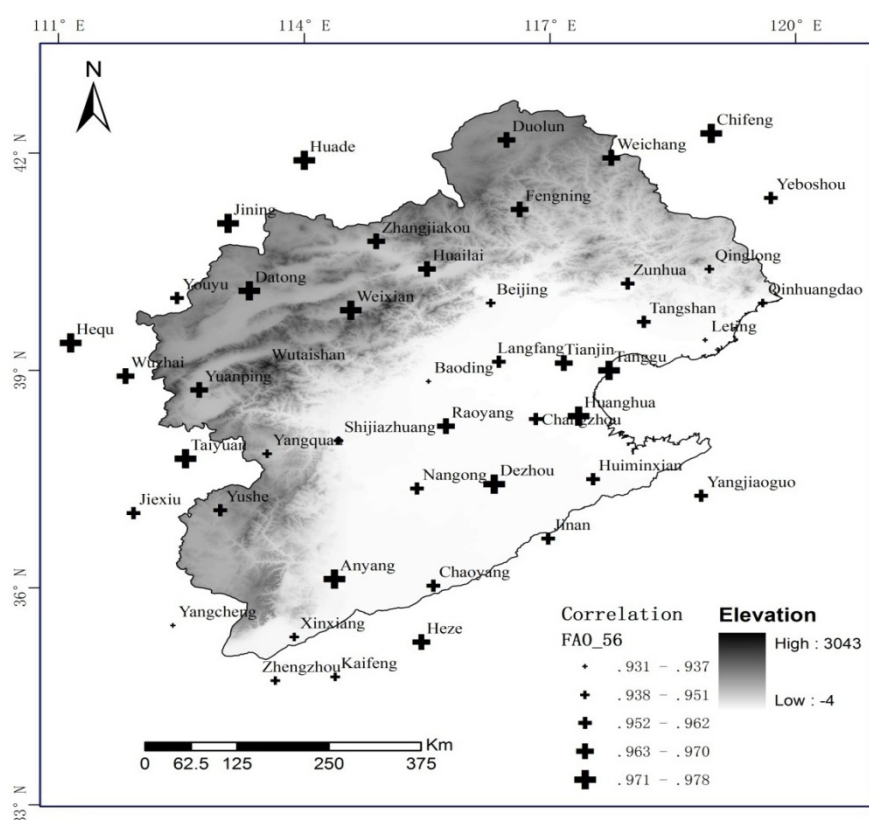 111° E
114° E
117° E
120° E
N
42° N
39° N
36° N
33° N
Duolun
Chifeng
Weichang
Huade
Yeboshou
Fengning
Jining
Zhangjiakou
Huailai
Qinglong
Zunhua
Youyu
Datong
Weixian
Beijing
Qinhuangdao
Tangshan
Hequ
Leting
Wutaishan
Langfang
Tianjin
Wuzhai
Tanggu
Baoding
Yuanping
Huanghua
Raoyang
Changzhou
Shijiazhuang
Yangquan
Taiyuan
Nangong
Dezhou
Huiminxian
Yangjiaoguo
Jiexiu
Yushe
Jinan
Anyang
Chaoyang
Yangcheng
Xinxiang
Heze
Zhengzhou
Kaifeng
Correlation
FAO_56
.931 - .937
.938 - .951
.952 - .962
.963 - .970
.971 - .978
Elevation
High : 3043
Low : -4
Km
0 62.5 125 250 375